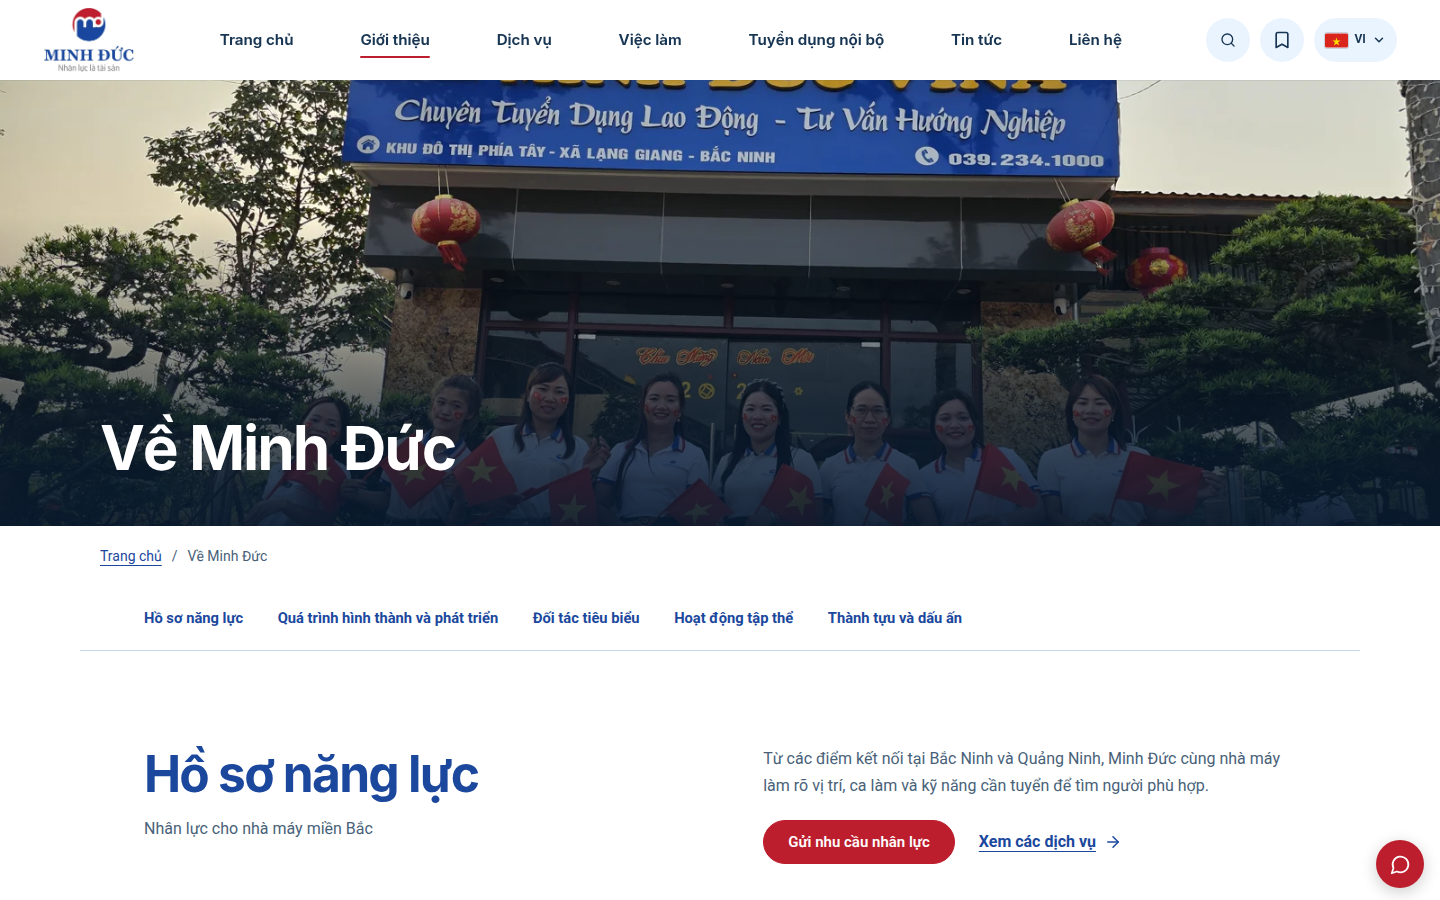 MINH ĐỨC
Nhân lực là tài sản
Trang chủ
Giới thiệu
Dịch vụ
Việc làm
Tuyển dụng nội bộ
Tin tức
Liên hệ
VI
Chuyên Tuyển Dụng Lao Động - Tư Vấn Hướng Nghiệp
KHU ĐÔ THỊ PHÍA TÂY - XÃ LẠNG GIANG - BẮC NINH
039.234.1000
Chúc Mừng Năm Mới
Về Minh Đức
Trang chủ / Về Minh Đức
Hồ sơ năng lực
Quá trình hình thành và phát triển
Đối tác tiêu biểu
Hoạt động tập thể
Thành tựu và dấu ấn
Hồ sơ năng lực
Nhân lực cho nhà máy miền Bắc
Từ các điểm kết nối tại Bắc Ninh và Quảng Ninh, Minh Đức cùng nhà máy
làm rõ vị trí, ca làm và kỹ năng cần tuyển để tìm người phù hợp.
Gửi nhu cầu nhân lực
Xem các dịch vụ